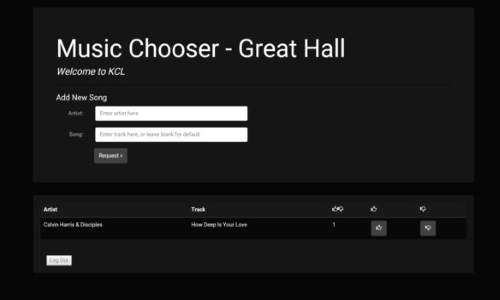 Music Chooser - Great Hall
Welcome to KCL
Add New Song
Artist: Enter artist here
Song: Enter track here, or leave blank for default
Request »
Artist Track
Calvin Harris & Disciples How Deep Is Your Love 1
Log Out